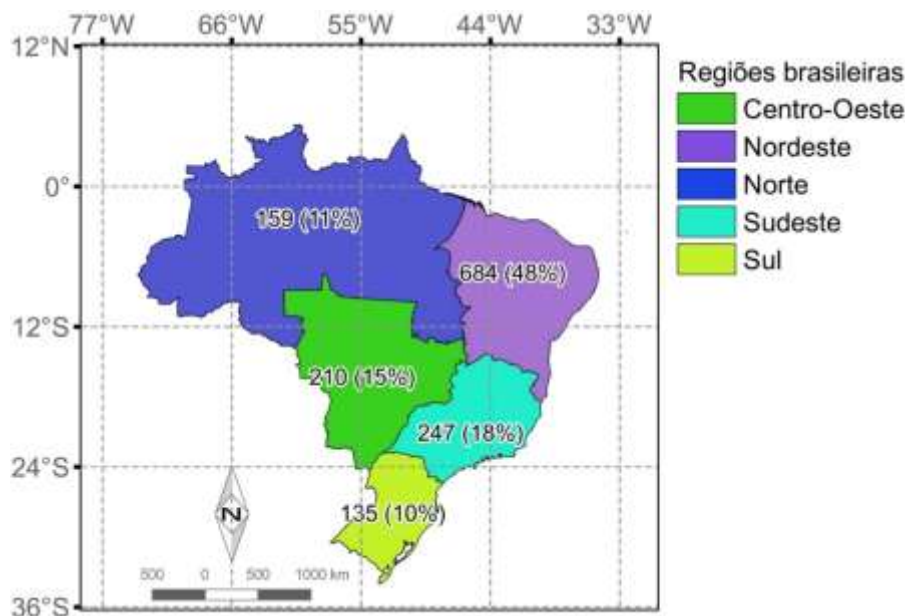 77°W 66°W 55°W 44°W 33°W
12°N
0°
12°S
24°S
36°S
159 (11%)
684 (48%)
210 (15%)
247 (18%)
135 (10%)
N
500 0 500 1000 km
Regiões brasileiras
Centro-Oeste
Nordeste
Norte
Sudeste
Sul